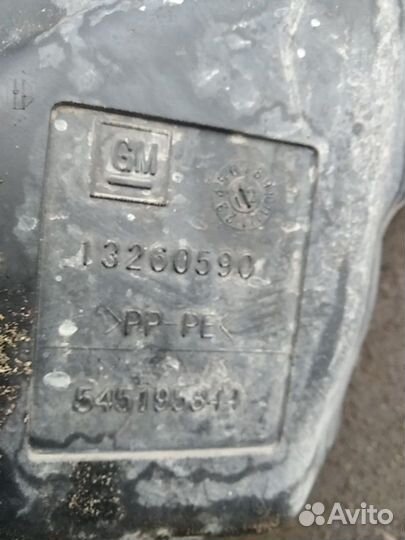 GM
13260590
>PP-PE<
Avito